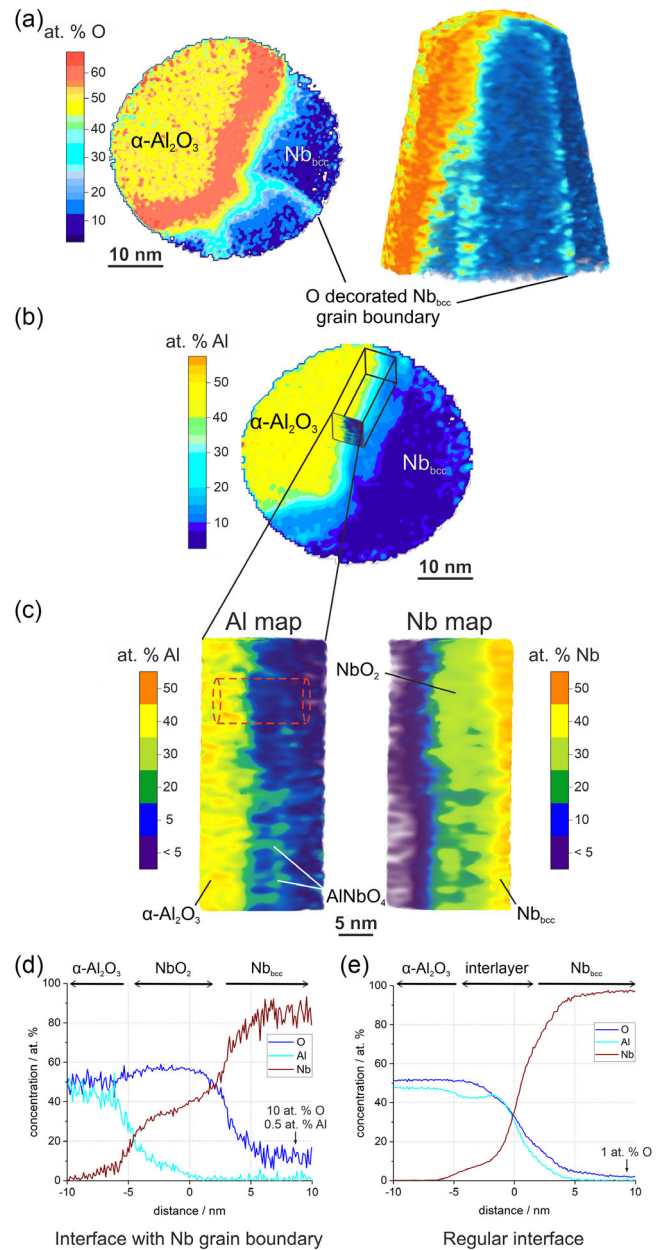 (a)
at. % O
60
50
40
30
20
10
α-Al2O3
Nbbcc
10 nm
O decorated Nbbcc
grain boundary
(b)
at. % Al
50
40
30
20
10
α-Al2O3
Nbbcc
10 nm
(c)
Al map
Nb map
at. % Al
50
40
30
20
10
5
< 5
NbO2
at. % Nb
50
40
30
20
10
5
< 5
α-Al2O3
AlNbO4
Nbbcc
5 nm
(d)
α-Al2O3
NbO2
Nbbcc
100
80
60
40
20
0
concentration / at. %
O
Al
Nb
10 at. % O
0.5 at. % Al
-10
-5
0
5
10
distance / nm
Interface with Nb grain boundary
(e)
α-Al2O3
interlayer
Nbbcc
100
80
60
40
20
0
concentration / at. %
O
Al
Nb
1 at. % O
-10
-5
0
5
10
distance / nm
Regular interface